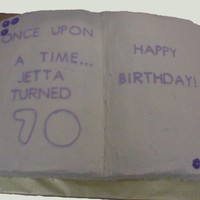 ONCE UPON
A TIME...
JETTA
TURNED
70
HAPPY
BIRTHDAY!